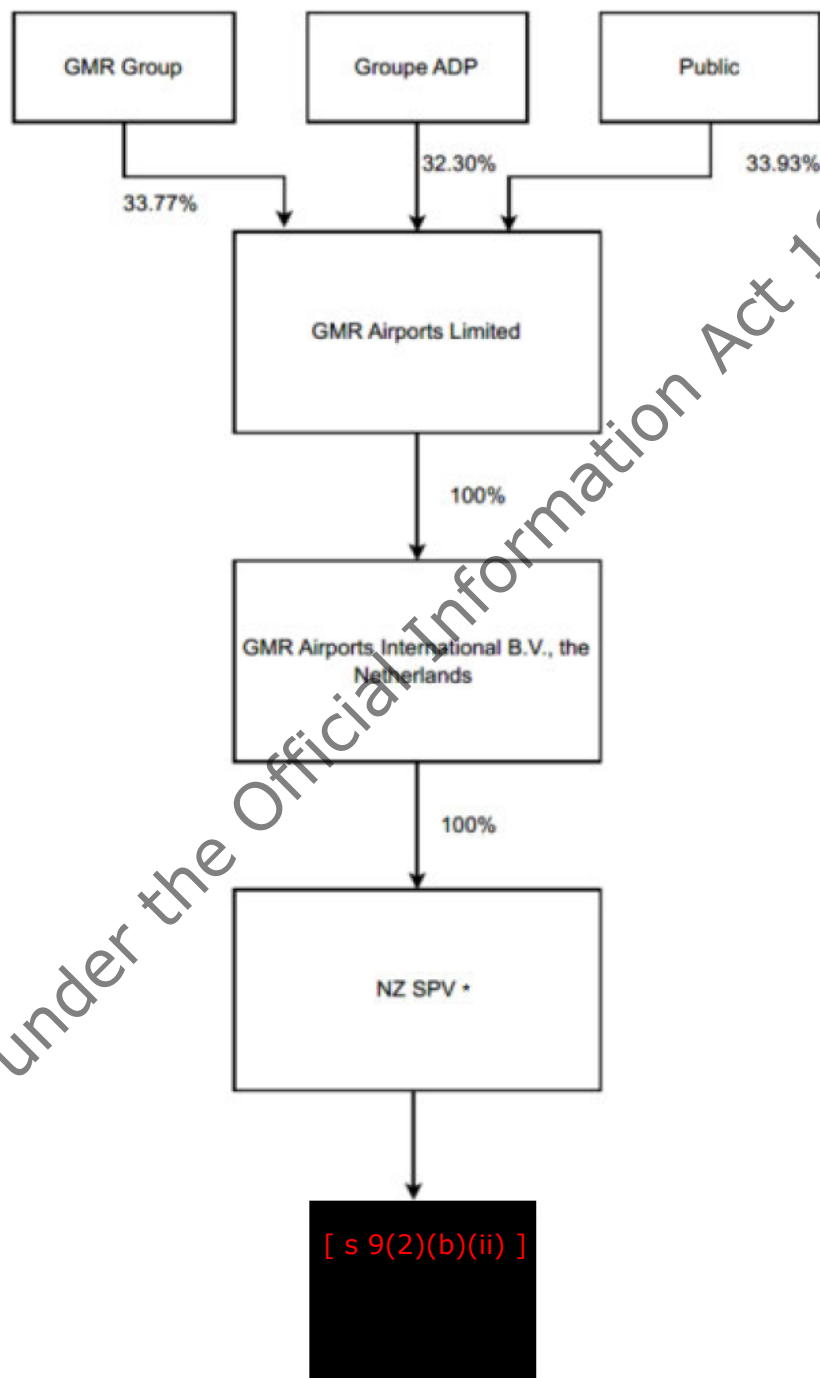 GMR Group
Groupe ADP
Public
33.77%
32.30%
33.93%
GMR Airports Limited
100%
GMR Airports International B.V., the
Netherlands
100%
NZ SPV *
[ s 9(2)(b)(ii) ]
under the Official Information Act